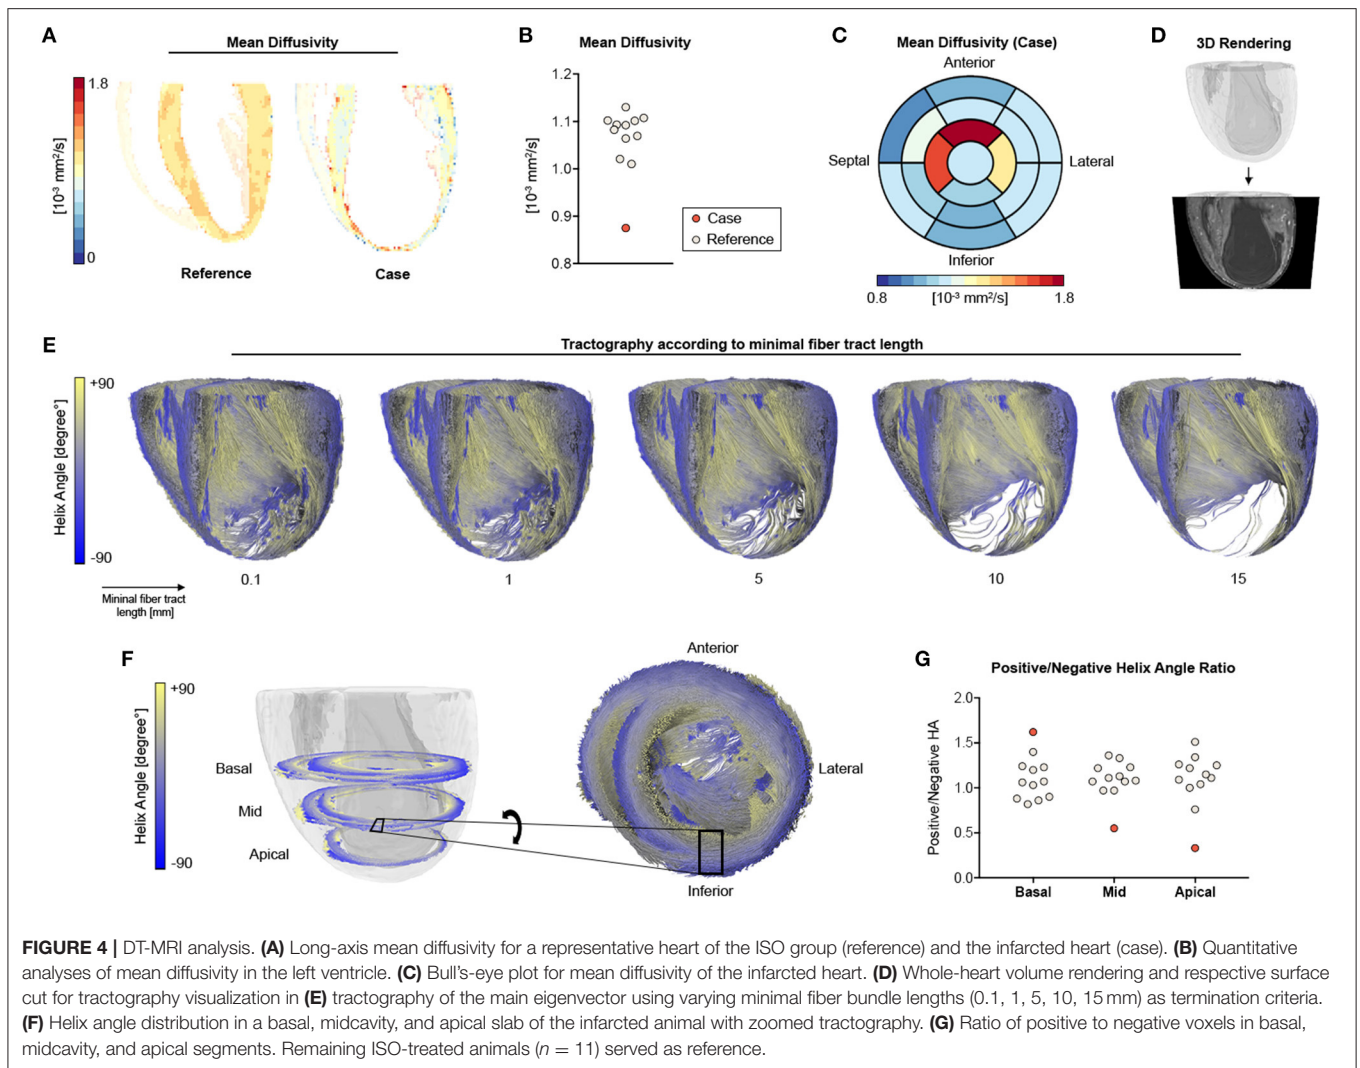 A
Mean Diffusivity
1.8
[10⁻³ mm²/s]
0
Reference
Case
B
Mean Diffusivity
1.2
1.1
1.0
0.9
0.8
[10⁻³ mm²/s]
Case
Reference
C
Mean Diffusivity (Case)
Anterior
Septal
Lateral
Inferior
0.8
[10⁻³ mm²/s]
1.8
D
3D Rendering
E
Tractography according to minimal fiber tract length
+90
Helix Angle [degree°]
-90
0.1
1
5
10
15
Mininal fiber tract
length [mm]
F
+90
Helix Angle [degree°]
-90
Basal
Mid
Apical
Anterior
Lateral
Inferior
G
Positive/Negative Helix Angle Ratio
2.0
1.5
1.0
0.5
0.0
Positive/Negative HA
Basal
Mid
Apical
FIGURE 4 | DT-MRI analysis. (A) Long-axis mean diffusivity for a representative heart of the ISO group (reference) and the infarcted heart (case). (B) Quantitative
analyses of mean diffusivity in the left ventricle. (C) Bull's-eye plot for mean diffusivity of the infarcted heart. (D) Whole-heart volume rendering and respective surface
cut for tractography visualization in (E) tractography of the main eigenvector using varying minimal fiber bundle lengths (0.1, 1, 5, 10, 15 mm) as termination criteria.
(F) Helix angle distribution in a basal, midcavity, and apical slab of the infarcted animal with zoomed tractography. (G) Ratio of positive to negative voxels in basal,
midcavity, and apical segments. Remaining ISO-treated animals (n = 11) served as reference.